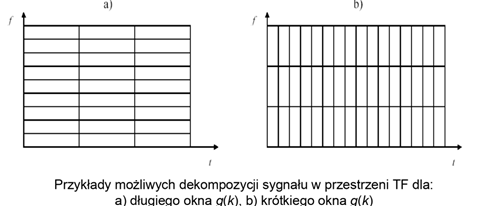 a)
b)
f
f
t
t
Przykłady możliwych dekompozycji sygnału w przestrzeni TF dla:
a) długiego okna g(k), b) krótkiego okna g(k)